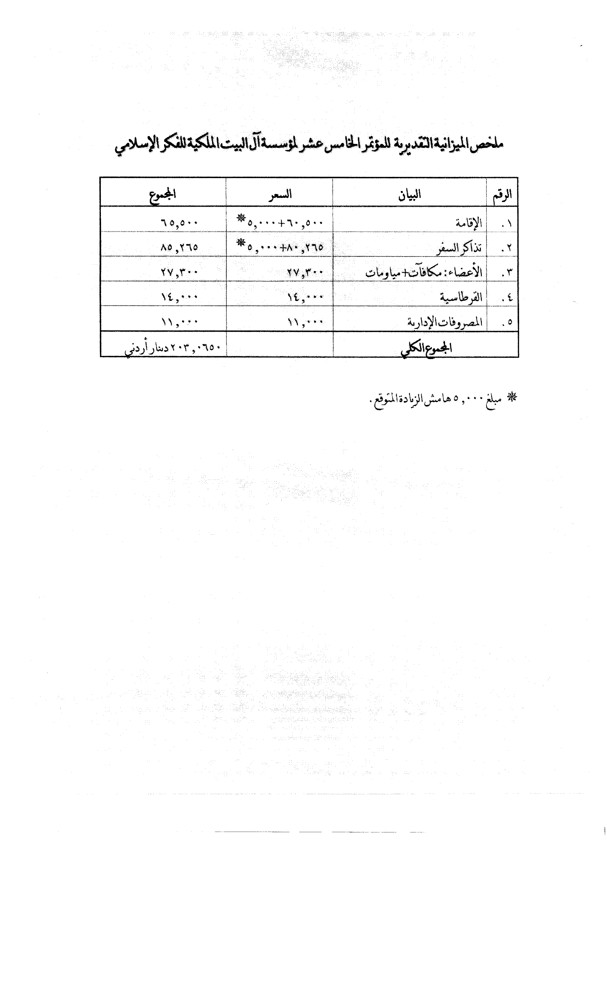 ملخص الميزانية التقديرية للمؤتمر الخامس عشر لمؤسسة آل البيت الملكية للفكر الإسلامي
الرقم البيان السعر المجموع
١. الإقامة ٦٠,٥٠٠+٥,٠٠٠* ٦٥,٥٠٠
٢. تذاكر السفر ٨٠,٢٦٥+٥,٠٠٠* ٨٥,٢٦٥
٣. الأعضاء: مكافآت+مياومات ٢٧,٣٠٠ ٢٧,٣٠٠
٤. القرطاسية ١٤,٠٠٠ ١٤,٠٠٠
٥. المصروفات الإدارية ١١,٠٠٠ ١١,٠٠٠
المجموع الكلي ٢٠٣,٠٦٥٠ دينار أردني
* مبلغ ٥,٠٠٠ هامش الزيادة المتوقع.